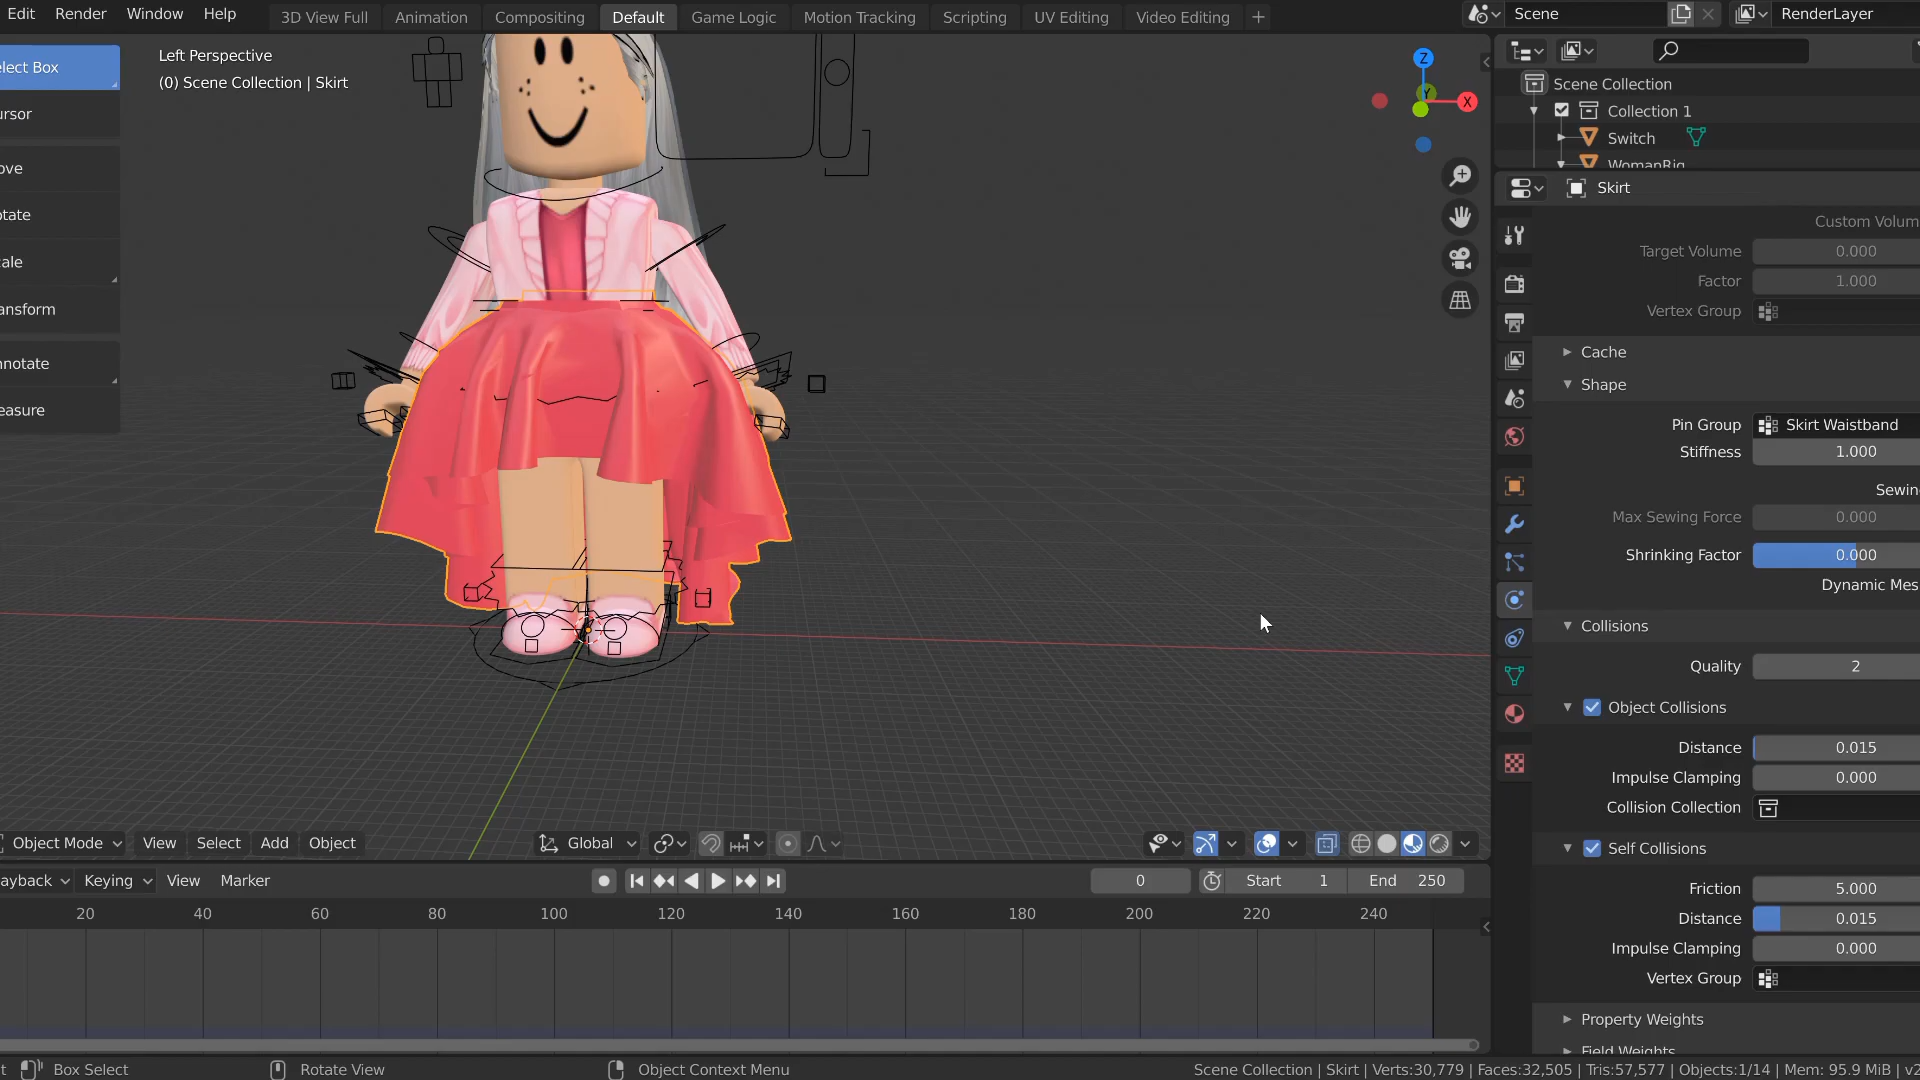 Edit Render Window Help
3D View Full Animation Compositing Default Game Logic Motion Tracking Scripting UV Editing Video Editing +
Scene
RenderLayer
elect Box
ursor
ove
otate
cale
ansform
nnotate
easure
Left Perspective
(0) Scene Collection | Skirt
Z
Y
X
Scene Collection
Collection 1
Switch
WomanRig
Skirt
Custom Volum
Target Volume 0.000
Factor 1.000
Vertex Group
Cache
Shape
Pin Group Skirt Waistband
Stiffness 1.000
Sewin
Max Sewing Force 0.000
Shrinking Factor 0.000
Dynamic Mes
Collisions
Quality 2
Object Collisions
Distance 0.015
Impulse Clamping 0.000
Collision Collection
Self Collisions
Friction 5.000
Distance 0.015
Impulse Clamping 0.000
Vertex Group
Property Weights
Field Weights
Object Mode View Select Add Object Global
ayback Keying View Marker 0 Start 1 End 250
20 40 60 80 100 120 140 160 180 200 220 240
t Box Select Rotate View Object Context Menu
Scene Collection | Skirt | Verts:30,779 | Faces:32,505 | Tris:57,577 | Objects:1/14 | Mem: 95.9 MiB | v2